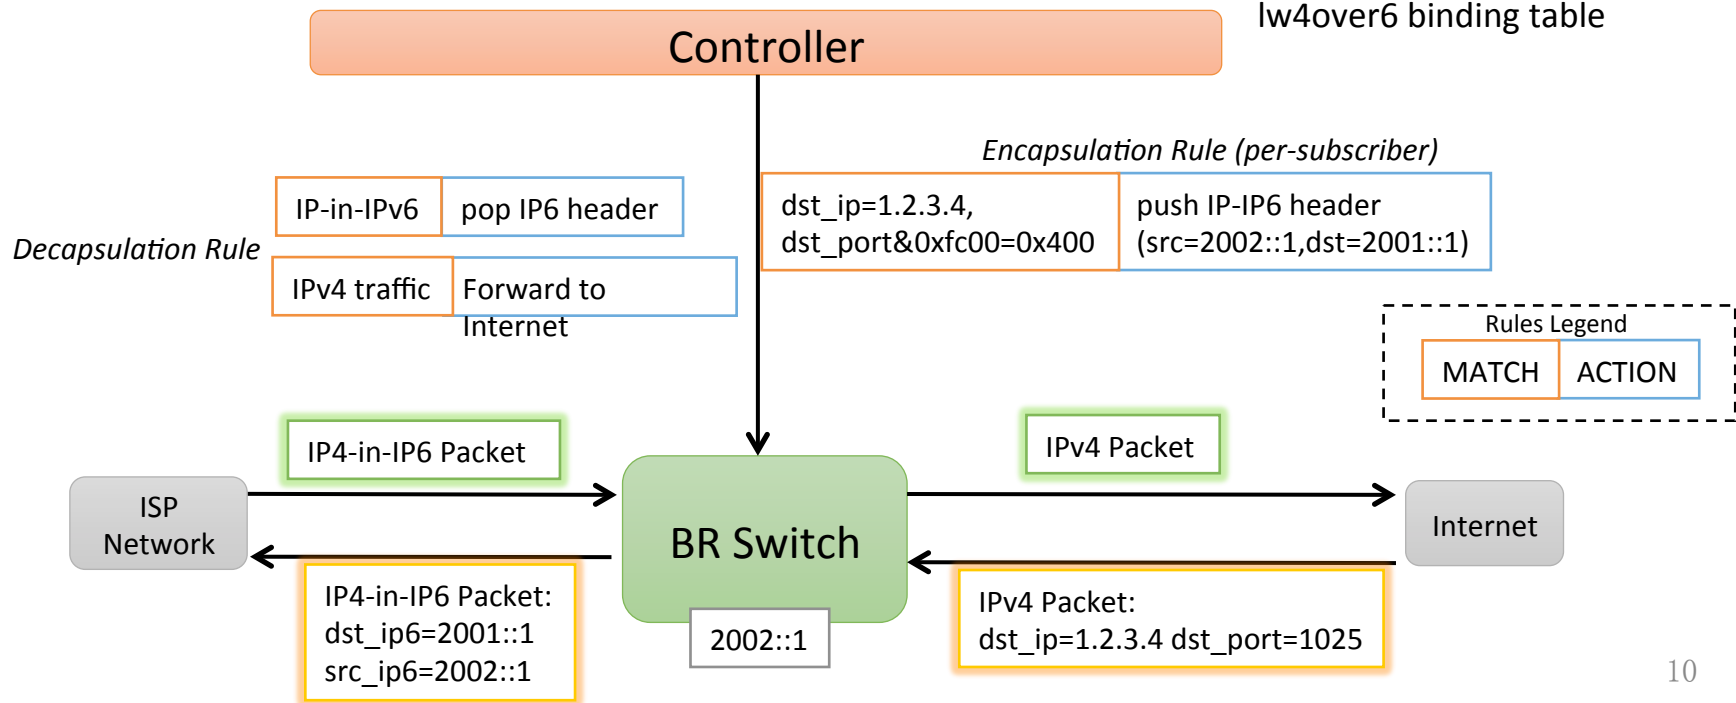 lw4over6 binding table
Controller
Encapsulation Rule (per-subscriber)
IP-in-IPv6 pop IP6 header
dst_ip=1.2.3.4,
dst_port&0xfc00=0x400
push IP-IP6 header
(src=2002::1,dst=2001::1)
Decapsulation Rule
IPv4 traffic Forward to
Internet
Rules Legend
MATCH ACTION
IP4-in-IP6 Packet
IPv4 Packet
ISP
Network
BR Switch
Internet
IP4-in-IP6 Packet:
dst_ip6=2001::1
src_ip6=2002::1
2002::1
IPv4 Packet:
dst_ip=1.2.3.4 dst_port=1025
10